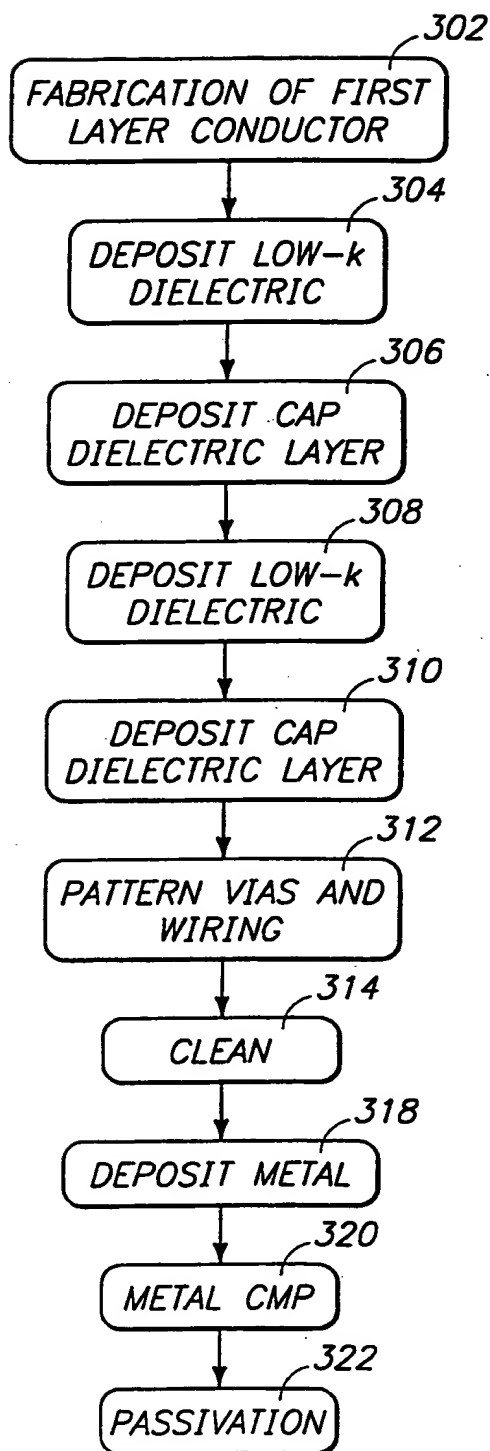 302
FABRICATION OF FIRST
LAYER CONDUCTOR
304
DEPOSIT LOW-k
DIELECTRIC
306
DEPOSIT CAP
DIELECTRIC LAYER
308
DEPOSIT LOW-k
DIELECTRIC
310
DEPOSIT CAP
DIELECTRIC LAYER
312
PATTERN VIAS AND
WIRING
314
CLEAN
318
DEPOSIT METAL
320
METAL CMP
322
PASSIVATION